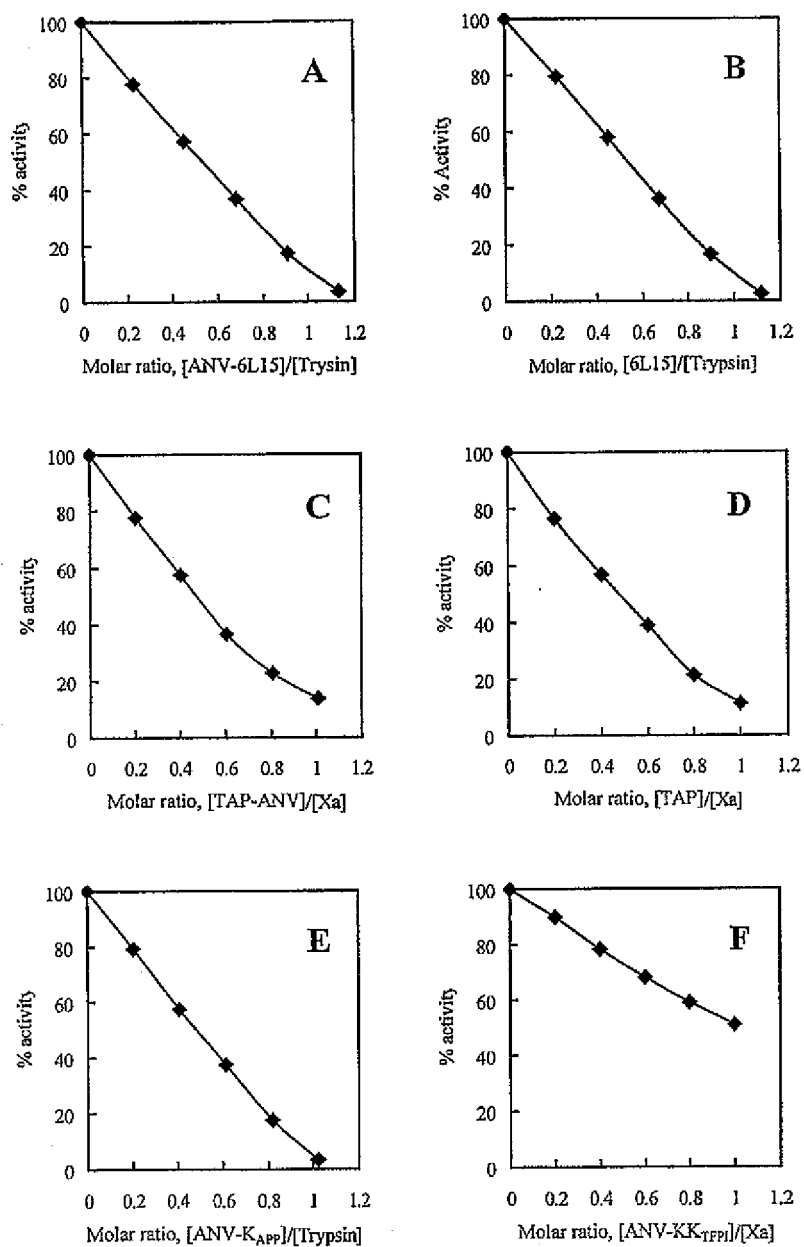 A
100
80
60
40
20
0
% activity
0 0.2 0.4 0.6 0.8 1 1.2
Molar ratio, [ANV-6L15]/[Trysin]
B
100
80
60
40
20
0
% Activity
0 0.2 0.4 0.6 0.8 1 1.2
Molar ratio, [6L15]/[Trypsin]
C
100
80
60
40
20
0
% activity
0 0.2 0.4 0.6 0.8 1 1.2
Molar ratio, [TAP-ANV]/[Xa]
D
100
80
60
40
20
0
% activity
0 0.2 0.4 0.6 0.8 1 1.2
Molar ratio, [TAP]/[Xa]
E
100
80
60
40
20
0
% activity
0 0.2 0.4 0.6 0.8 1 1.2
Molar ratio, [ANV-KAPP]/[Trypsin]
F
100
80
60
40
20
0
% activity
0 0.2 0.4 0.6 0.8 1 1.2
Molar ratio, [ANV-KKTFPI]/[Xa]